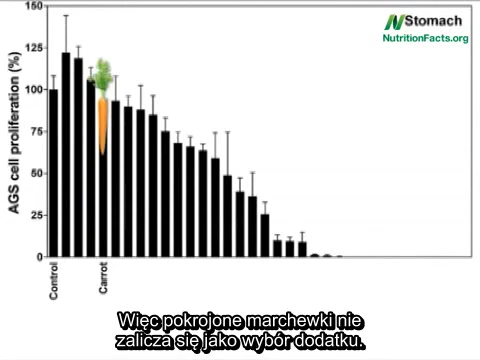 150
125
100
75
50
25
0
AGS cell proliferation (%)
Control
Carrot
Stomach
NutritionFacts.org
Więc pokrojone marchewki nie
zalicza się jako wybór dodatku.